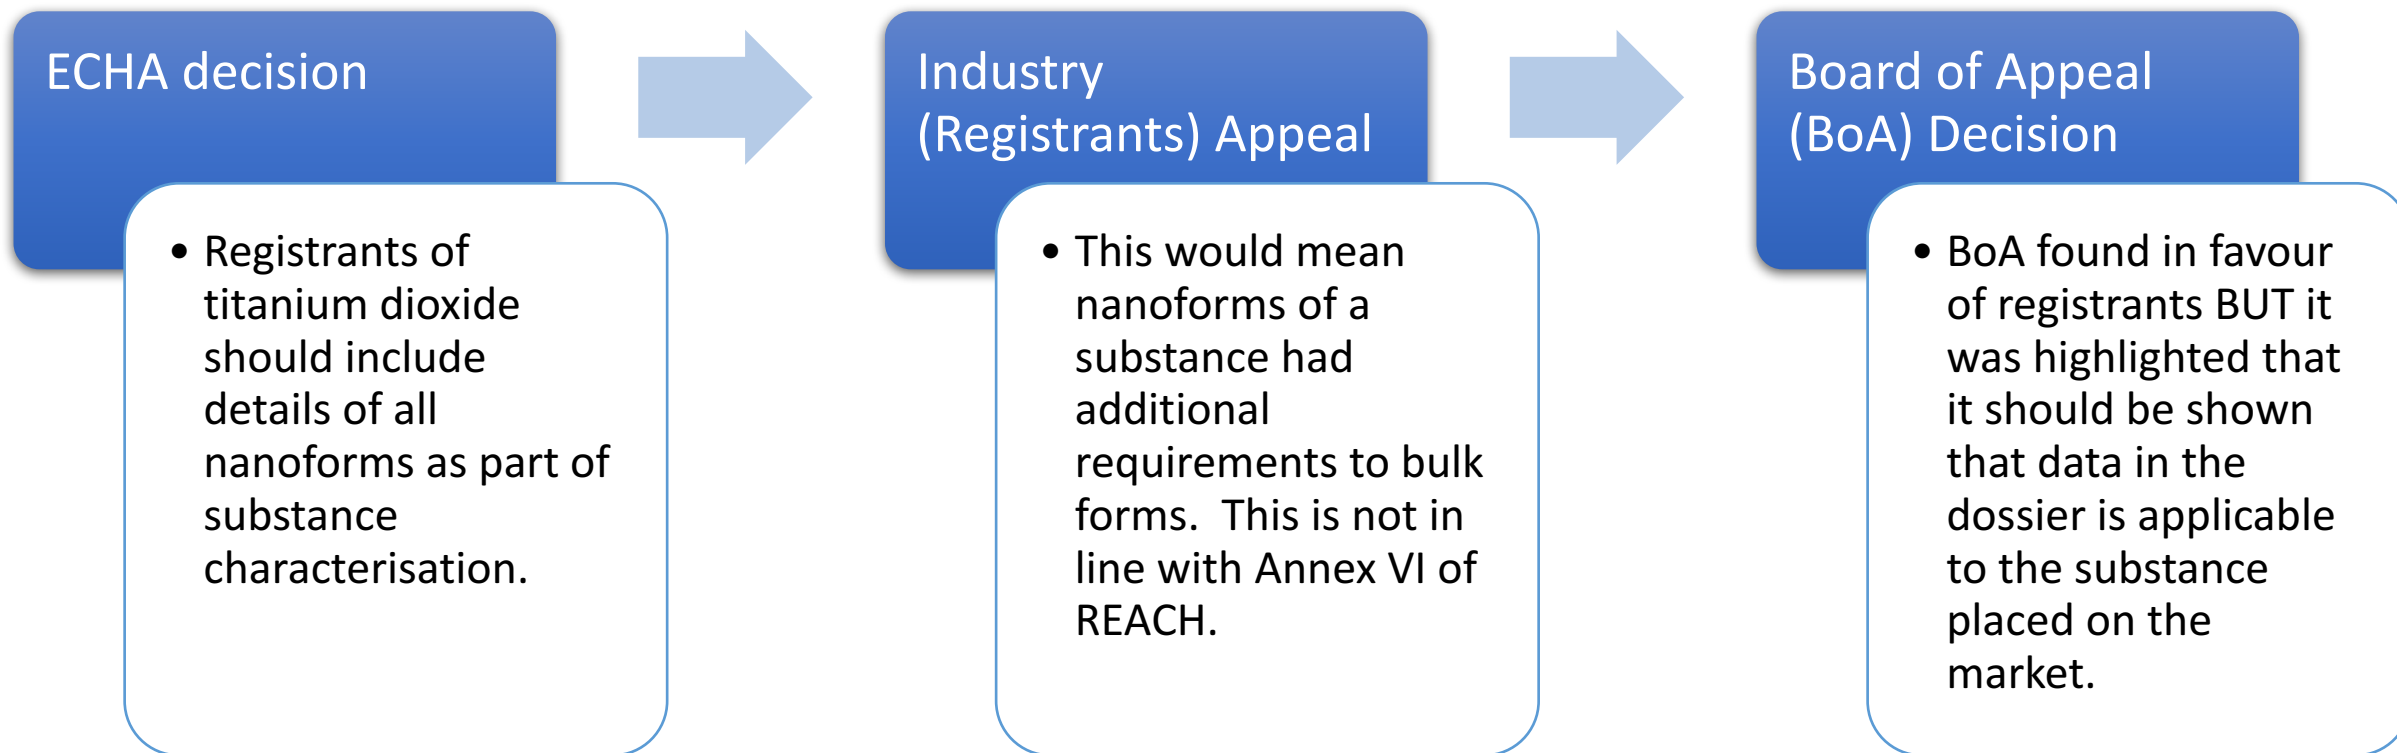 ECHA decision
• Registrants of
titanium dioxide
should include
details of all
nanoforms as part of
substance
characterisation.
Industry
(Registrants) Appeal
• This would mean
nanoforms of a
substance had
additional
requirements to bulk
forms.  This is not in
line with Annex VI of
REACH.
Board of Appeal
(BoA) Decision
• BoA found in favour
of registrants BUT it
was highlighted that
it should be shown
that data in the
dossier is applicable
to the substance
placed on the
market.